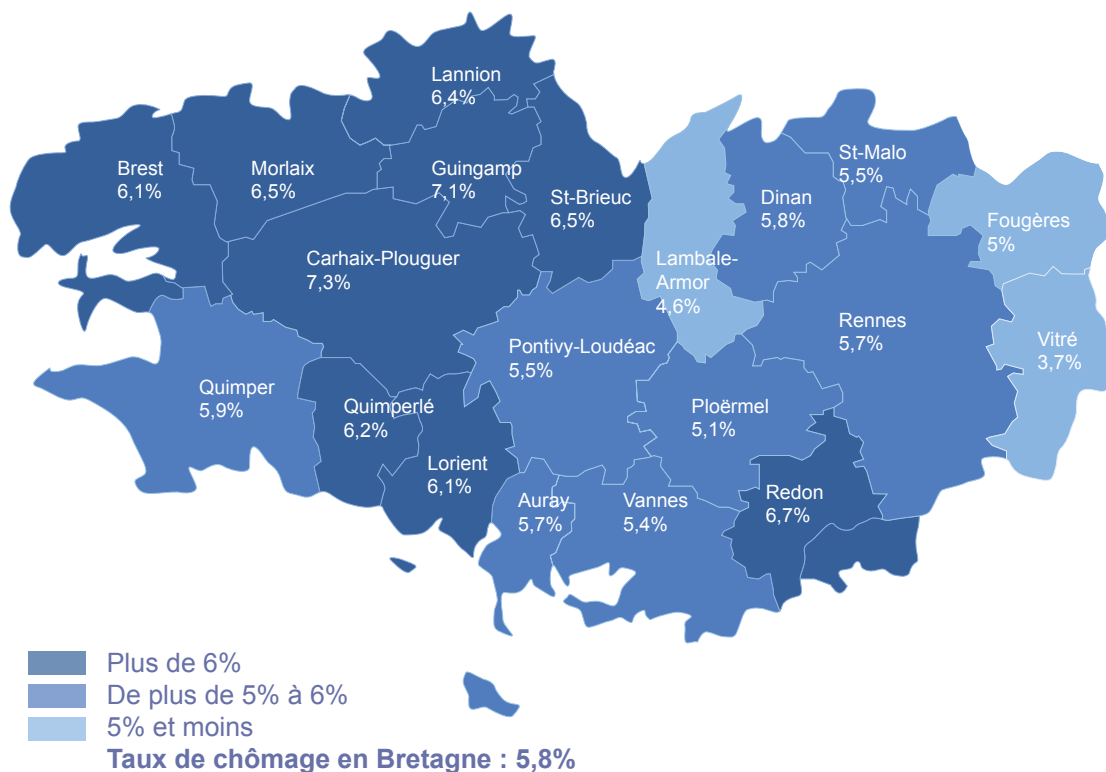 Lannion
6,4%
Brest
6,1%
Morlaix
6,5%
Guingamp
7,1%
St-Brieuc
6,5%
St-Malo
5,5%
Dinan
5,8%
Fougères
5%
Carhaix-Plouguer
7,3%
Lambale-
Armor
4,6%
Rennes
5,7%
Vitré
3,7%
Pontivy-Loudéac
5,5%
Quimper
5,9%
Quimperlé
6,2%
Ploërmel
5,1%
Lorient
6,1%
Auray
5,7%
Vannes
5,4%
Redon
6,7%
Plus de 6%
De plus de 5% à 6%
5% et moins
Taux de chômage en Bretagne : 5,8%